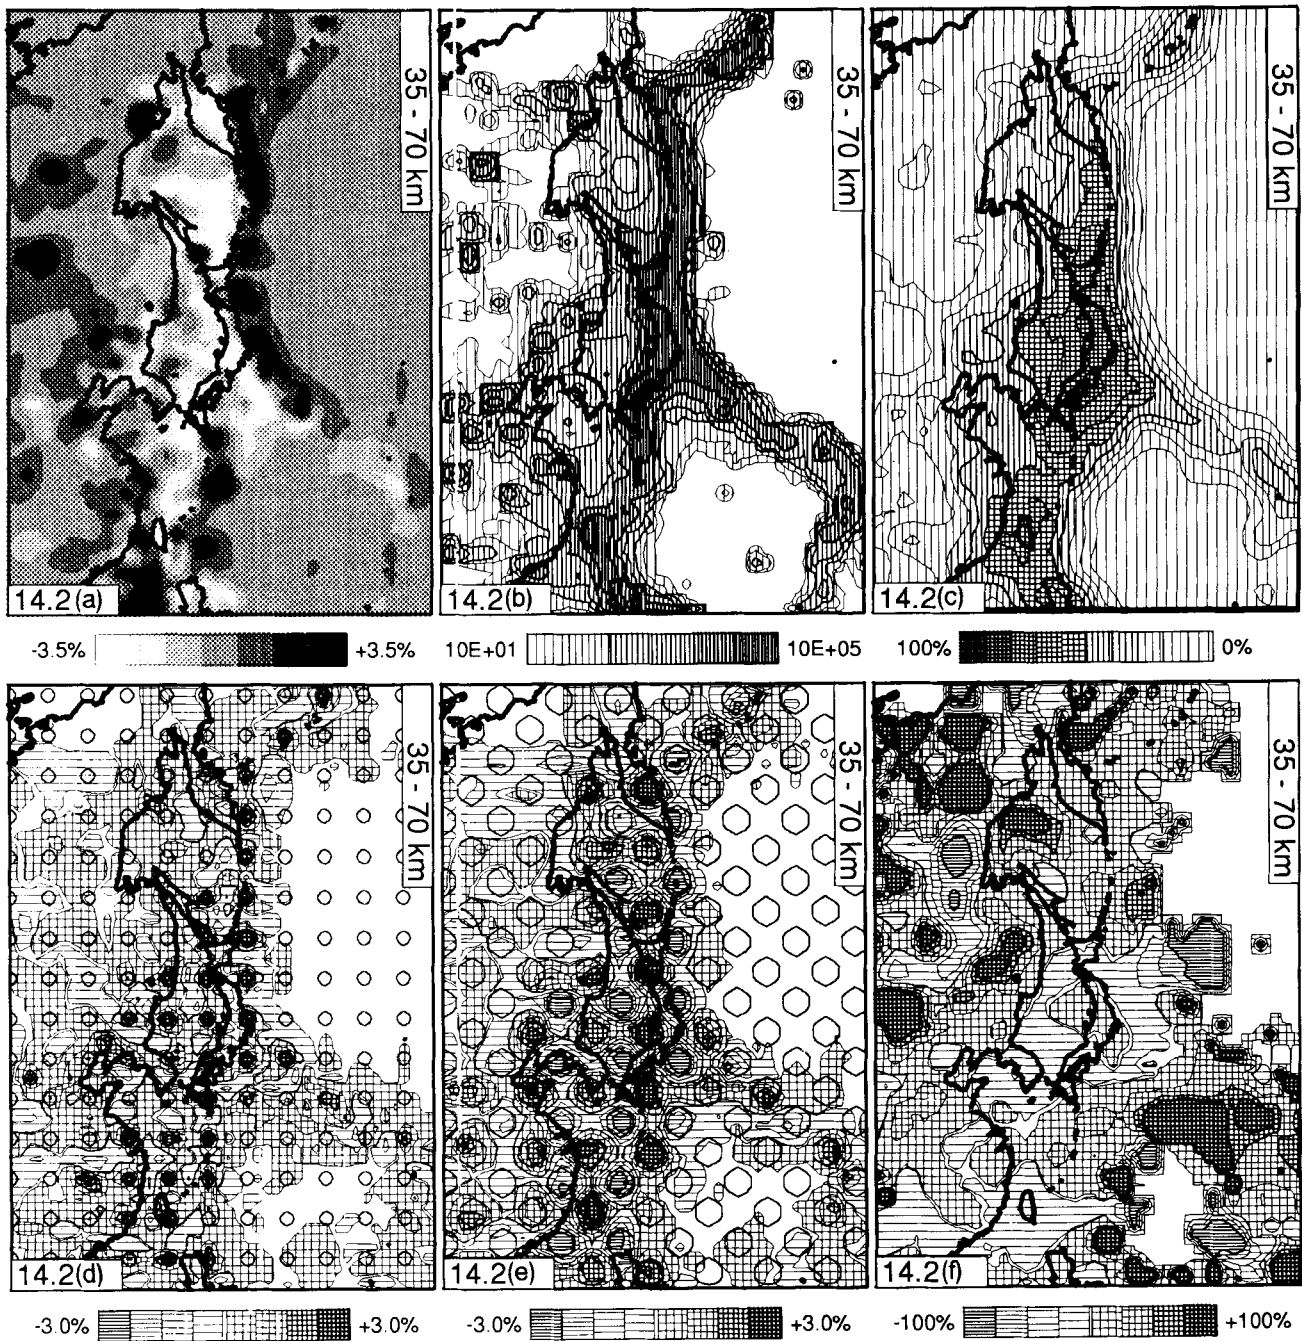 35 - 70 km
35 - 70 km
35 - 70 km
14.2(a)
14.2(b)
14.2(c)
-3.5% +3.5%
10E+01 10E+05
100% 0%
35 - 70 km
35 - 70 km
35 - 70 km
14.2(d)
14.2(e)
14.2(f)
-3.0% +3.0%
-3.0% +3.0%
-100% +100%